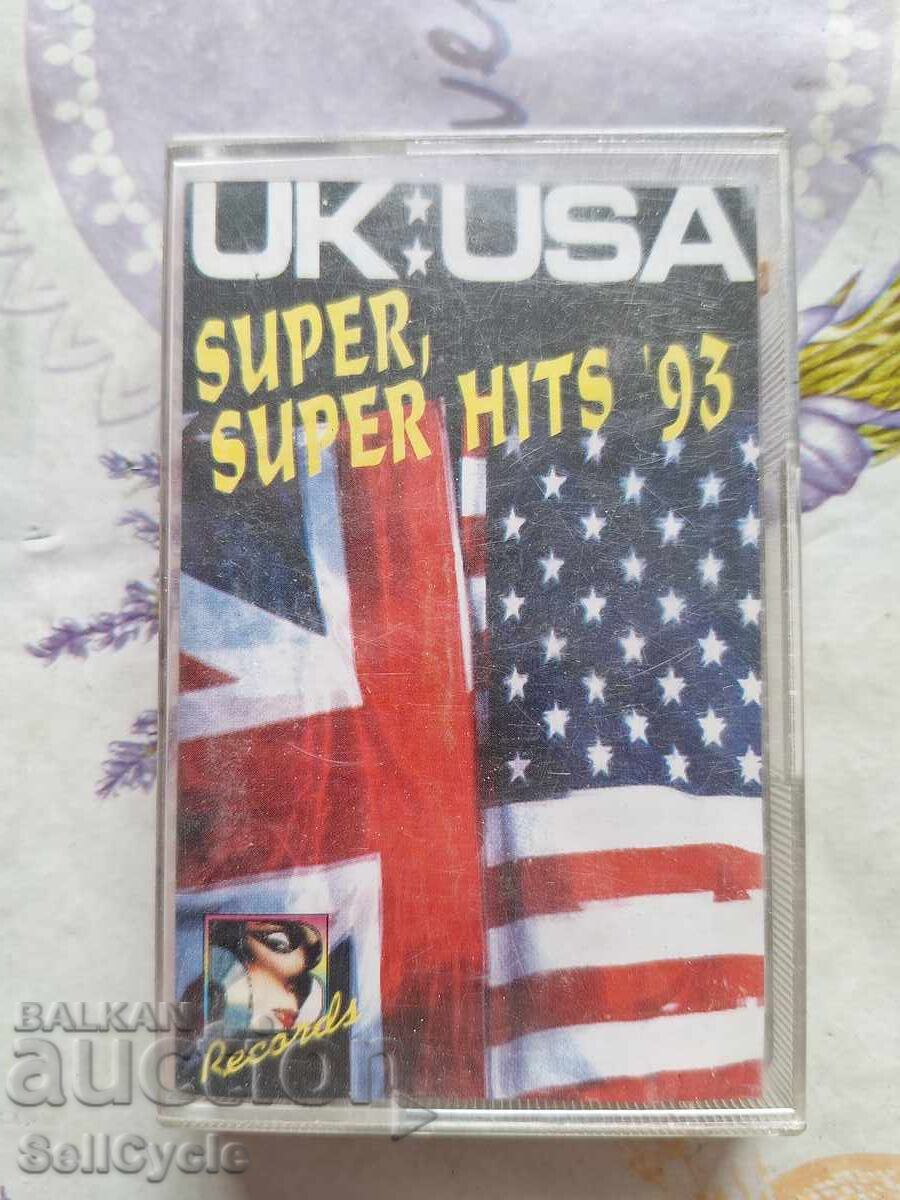 UK:USA
SUPER,
SUPER HITS '93
Records
BALKAN
auction
SellCycle